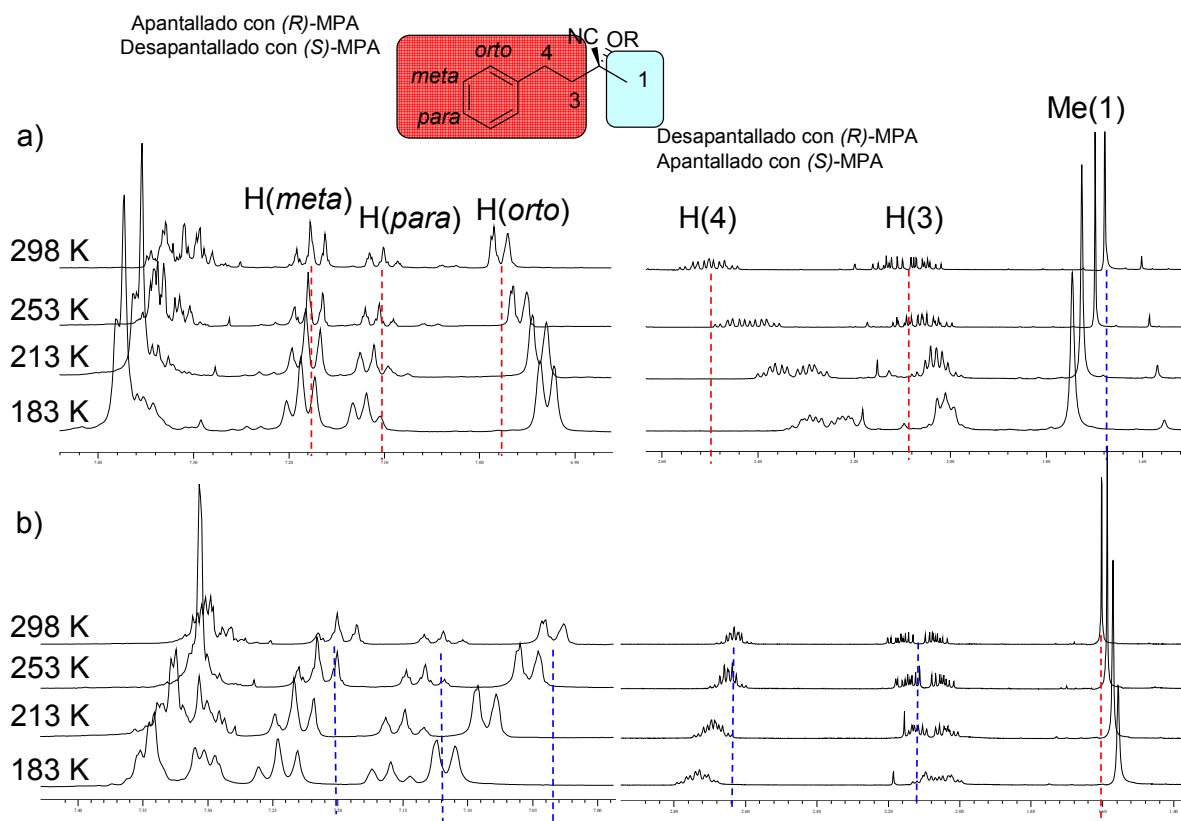 Apantallado con (R)-MPA
Desapantallado con (S)-MPA
NC OR
orto 4
meta
1
3
para
Desapantallado con (R)-MPA
Apantallado con (S)-MPA
Me(1)
a)
H(meta)
H(para)
H(orto)
H(4)
H(3)
298 K
253 K
213 K
183 K
b)
298 K
253 K
213 K
183 K